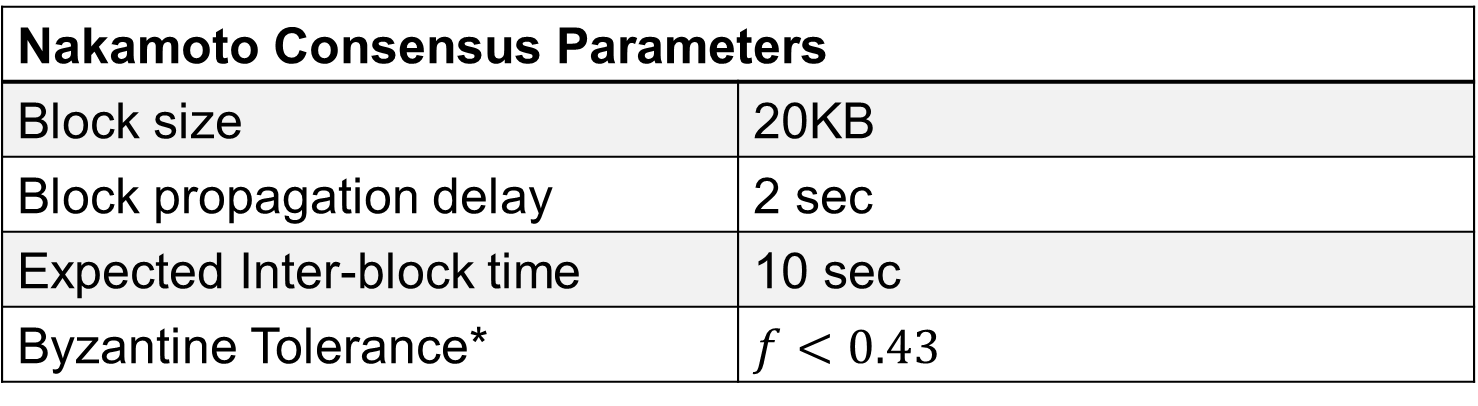 Nakamoto Consensus Parameters
Block size 20KB
Block propagation delay 2 sec
Expected Inter-block time 10 sec
Byzantine Tolerance* 𝑓 < 0.43